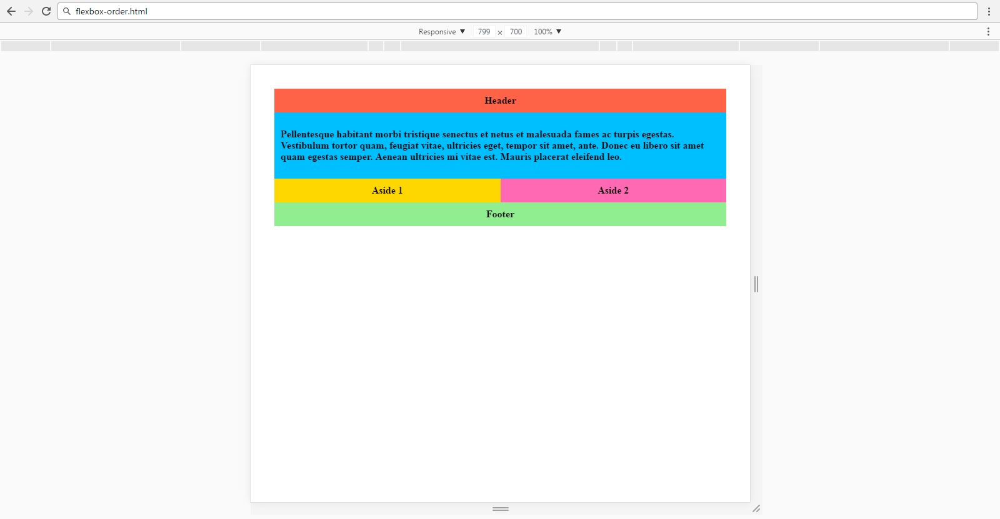 flexbox-order.html
Responsive ▼ 799 × 700 100% ▼
Header
Pellentesque habitant morbi tristique senectus et netus et malesuada fames ac turpis egestas.
Vestibulum tortor quam, feugiat vitae, ultricies eget, tempor sit amet, ante. Donec eu libero sit amet
quam egestas semper. Aenean ultricies mi vitae est. Mauris placerat eleifend leo.
Aside 1 Aside 2
Footer